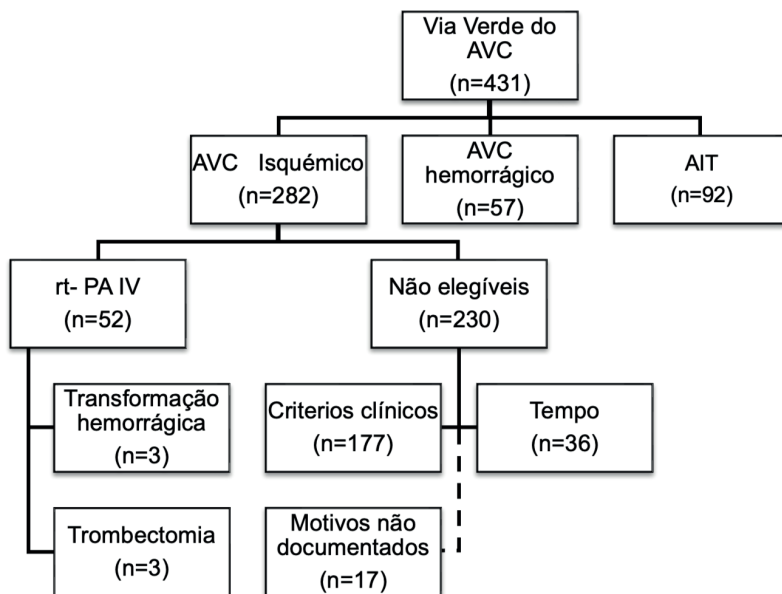 Via Verde do
AVC
(n=431)
AVC Isquémico
(n=282)
AVC
hemorrágico
(n=57)
AIT
(n=92)
rt- PA IV
(n=52)
Não elegíveis
(n=230)
Transformação
hemorrágica
(n=3)
Criterios clínicos
(n=177)
Tempo
(n=36)
Trombectomia
(n=3)
Motivos não
documentados
(n=17)